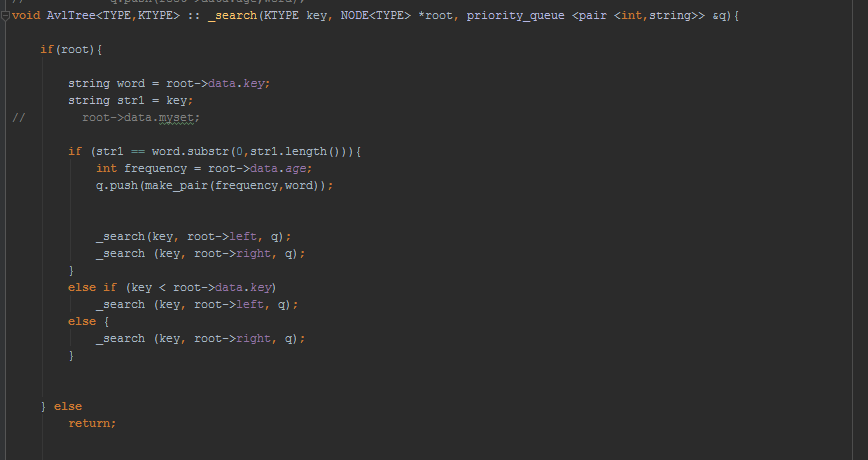 void AvlTree<TYPE,KTYPE> :: _search(KTYPE key, NODE<TYPE> *root, priority_queue <pair <int,string>> &q){
if(root){
string word = root->data.key;
string str1 = key;
// root->data.myset;
if (str1 == word.substr(0,str1.length())){
int frequency = root->data.age;
q.push(make_pair(frequency,word));
_search(key, root->left, q);
_search (key, root->right, q);
}
else if (key < root->data.key)
_search (key, root->left, q);
else {
_search (key, root->right, q);
}
} else
return;